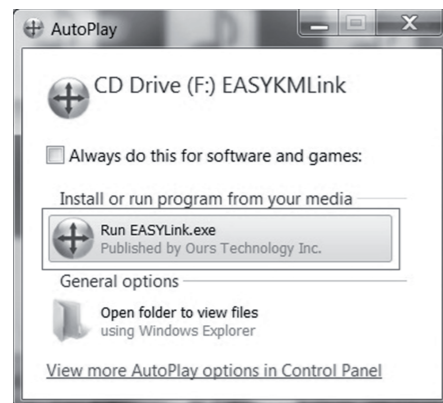 AutoPlay
CD Drive (F:) EASYKMLink
Always do this for software and games:
Install or run program from your media
Run EASYLink.exe
Published by Ours Technology Inc.
General options
Open folder to view files
using Windows Explorer
View more AutoPlay options in Control Panel